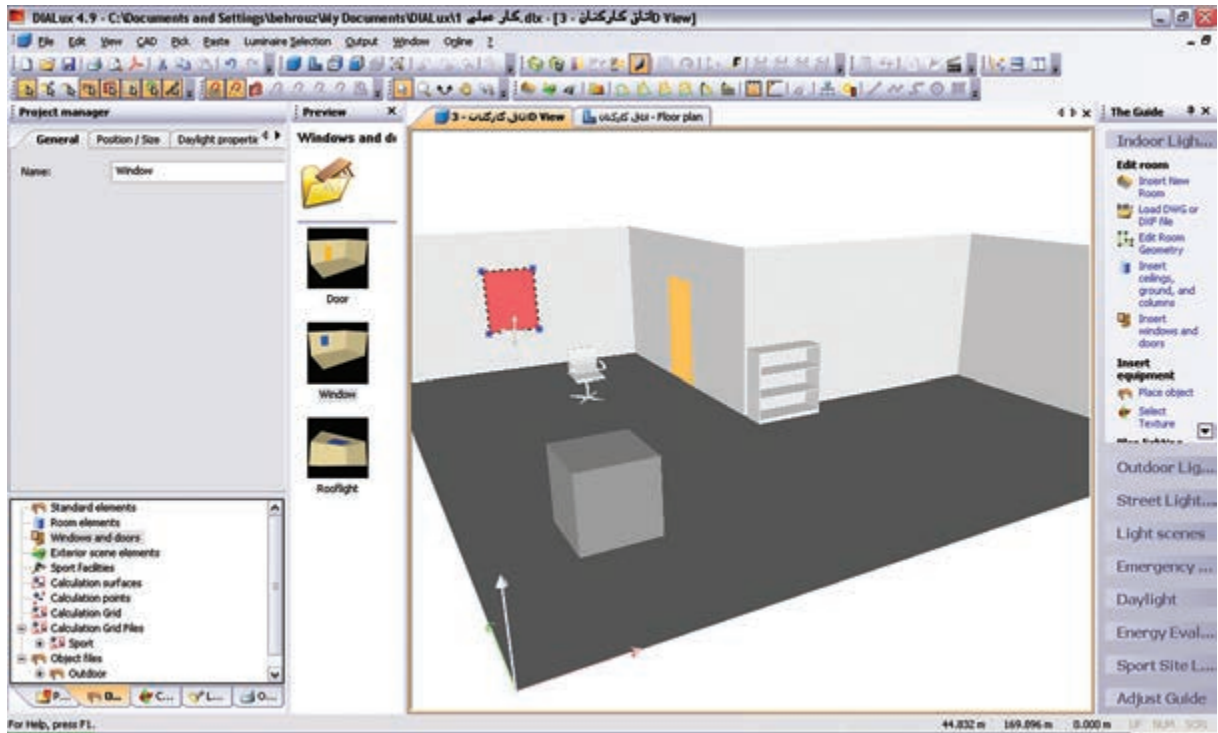 DIALux 4.9 - C:\Documents and Settings\behrouz\My Documents\DIALux\1 کار عملی.dlx - [3 - اتاق کارکنان D View]
File Edit View CAD Pick Paste Luminaire Selection Output Window Online ?
Project manager
General Position / Size Daylight properti
Name: Window
Preview
Windows and d
Door
Window
Rooflight
3 - اتاق کارکنان D View
اتاق کارکنان - Floor plan
The Guide
Indoor Ligh...
Edit room
Insert New
Room
Load DWG or
DXF file
Edit Room
Geometry
Insert
ceilings,
ground, and
columns
Insert
windows and
doors
Insert
equipment
Place object
Select
Texture
Outdoor Lig...
Street Light...
Light scenes
Emergency ...
Daylight
Energy Eval...
Sport Site L...
Adjust Guide
Standard elements
Room elements
Windows and doors
Exterior scene elements
Sport Facilities
Calculation surfaces
Calculation points
Calculation Grid
Calculation Grid Files
Sport
Object files
Outdoor
P... O... C... L... O...
For Help, press F1.
44.832 m 169.896 m 0.000 m NUM